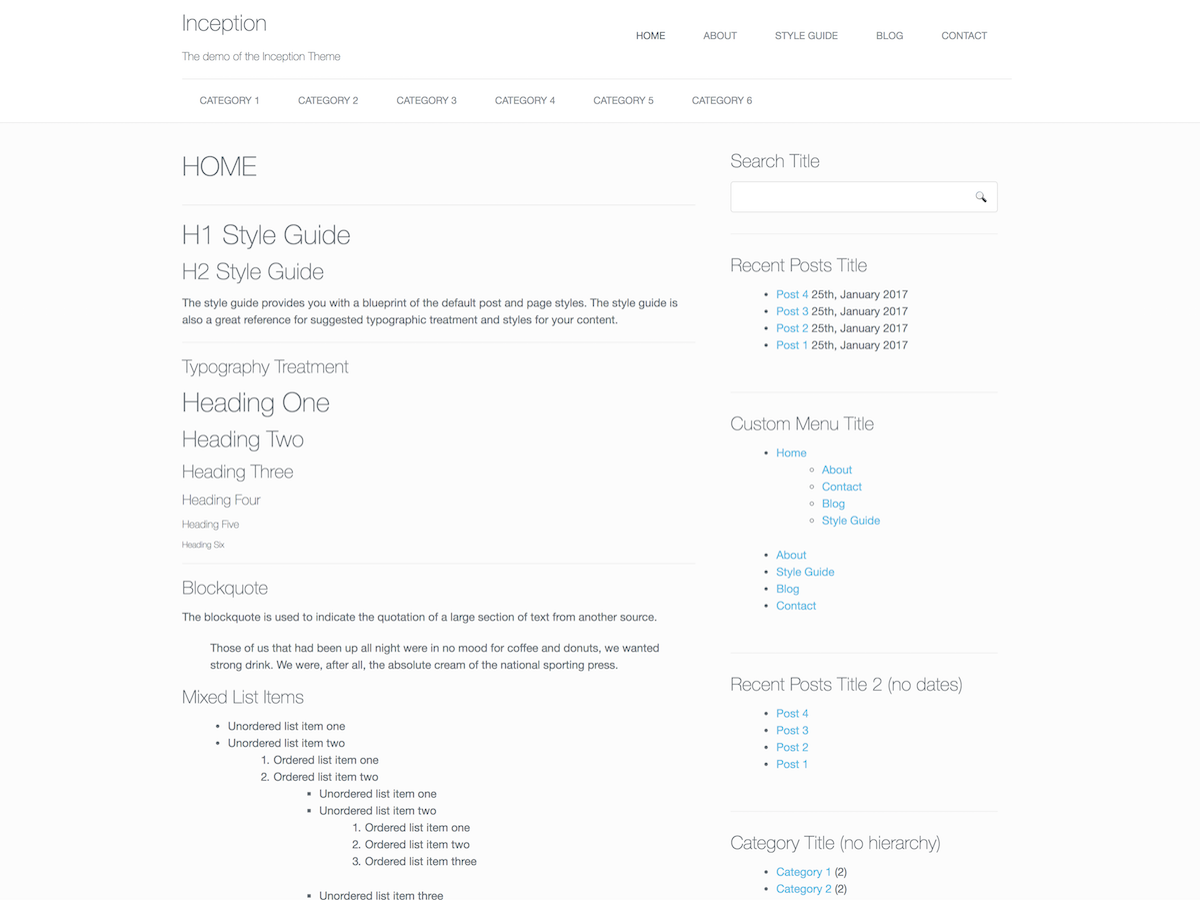 Inception
The demo of the Inception Theme
HOME ABOUT STYLE GUIDE BLOG CONTACT
CATEGORY 1 CATEGORY 2 CATEGORY 3 CATEGORY 4 CATEGORY 5 CATEGORY 6
HOME
H1 Style Guide
H2 Style Guide
The style guide provides you with a blueprint of the default post and page styles. The style guide is
also a great reference for suggested typographic treatment and styles for your content.
Typography Treatment
Heading One
Heading Two
Heading Three
Heading Four
Heading Five
Heading Six
Blockquote
The blockquote is used to indicate the quotation of a large section of text from another source.
Those of us that had been up all night were in no mood for coffee and donuts, we wanted
strong drink. We were, after all, the absolute cream of the national sporting press.
Mixed List Items
• Unordered list item one
• Unordered list item two
1. Ordered list item one
2. Ordered list item two
▪ Unordered list item one
▪ Unordered list item two
1. Ordered list item one
2. Ordered list item two
3. Ordered list item three
▪ Unordered list item three
Search Title
Recent Posts Title
• Post 4 25th, January 2017
• Post 3 25th, January 2017
• Post 2 25th, January 2017
• Post 1 25th, January 2017
Custom Menu Title
• Home
◦ About
◦ Contact
◦ Blog
◦ Style Guide
• About
• Style Guide
• Blog
• Contact
Recent Posts Title 2 (no dates)
• Post 4
• Post 3
• Post 2
• Post 1
Category Title (no hierarchy)
• Category 1 (2)
• Category 2 (2)